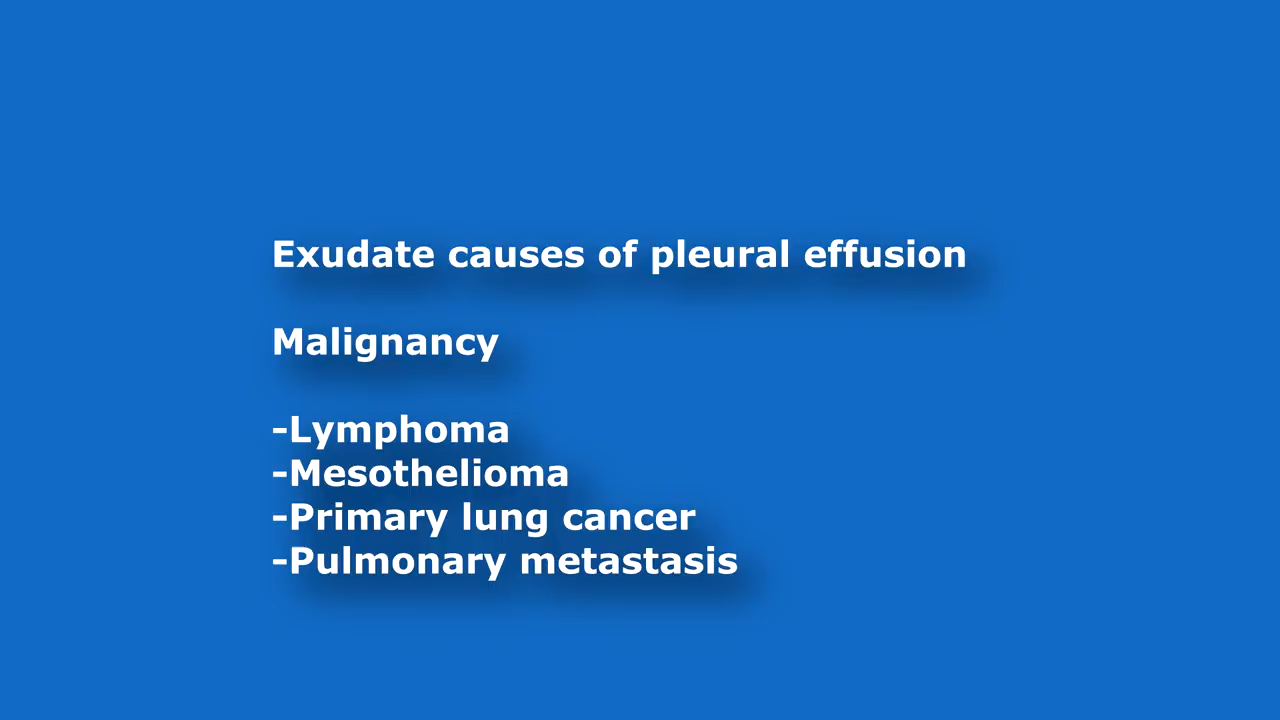 Exudate causes of pleural effusion
Malignancy
-Lymphoma
-Mesothelioma
-Primary lung cancer
-Pulmonary metastasis